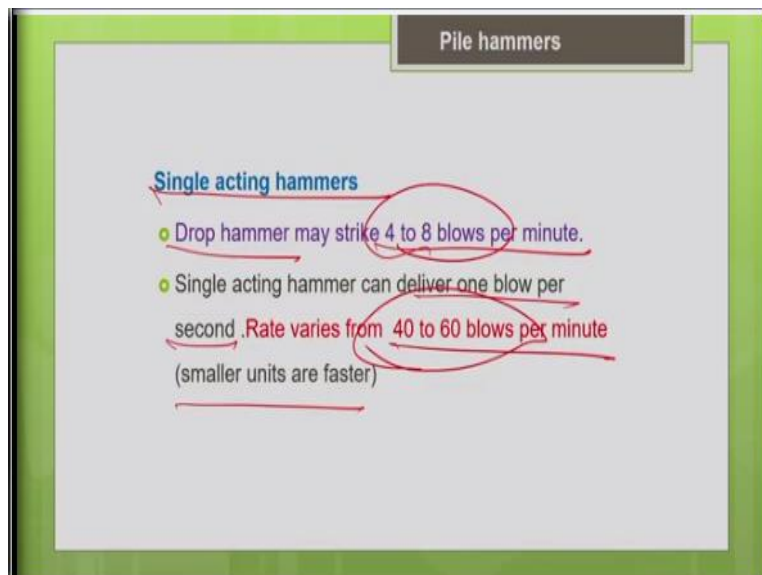 Pile hammers
Single acting hammers
Drop hammer may strike 4 to 8 blows per minute.
Single acting hammer can deliver one blow per
second .Rate varies from 40 to 60 blows per minute
(smaller units are faster)